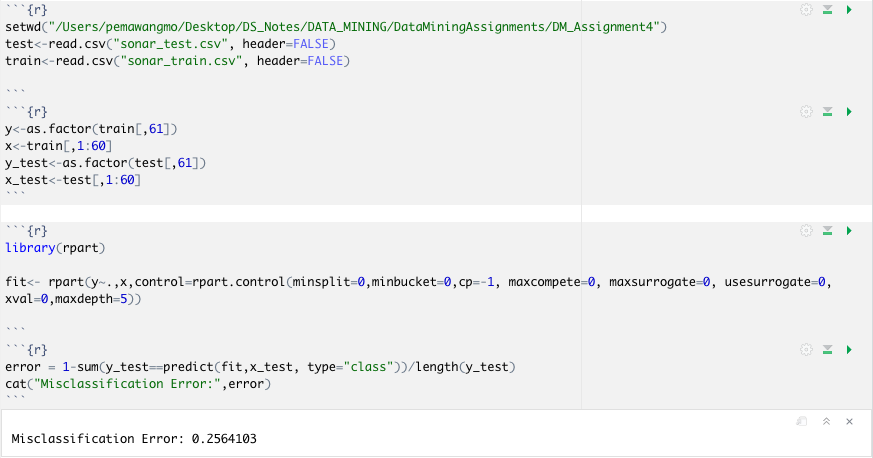 ```{r}
setwd("/Users/pemawangmo/Desktop/DS_Notes/DATA_MINING/DataMiningAssignments/DM_Assignment4")
test<-read.csv("sonar_test.csv", header=FALSE)
train<-read.csv("sonar_train.csv", header=FALSE)
```
```{r}
y<-as.factor(train[,61])
x<-train[,1:60]
y_test<-as.factor(test[,61])
x_test<-test[,1:60]
```
```{r}
library(rpart)
fit<- rpart(y~.,x,control=rpart.control(minsplit=0,minbucket=0,cp=-1, maxcompete=0, maxsurrogate=0, usesurrogate=0,
xval=0,maxdepth=5))
```
```{r}
error = 1-sum(y_test==predict(fit,x_test, type="class"))/length(y_test)
cat("Misclassification Error:",error)
```
Misclassification Error: 0.2564103